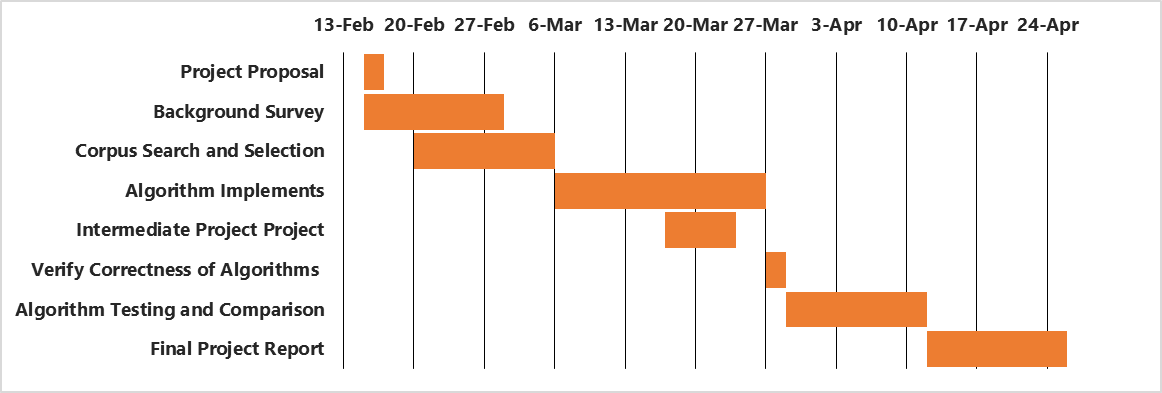 13-Feb 20-Feb 27-Feb 6-Mar 13-Mar 20-Mar 27-Mar 3-Apr 10-Apr 17-Apr 24-Apr
Project Proposal
Background Survey
Corpus Search and Selection
Algorithm Implements
Intermediate Project Project
Verify Correctness of Algorithms
Algorithm Testing and Comparison
Final Project Report